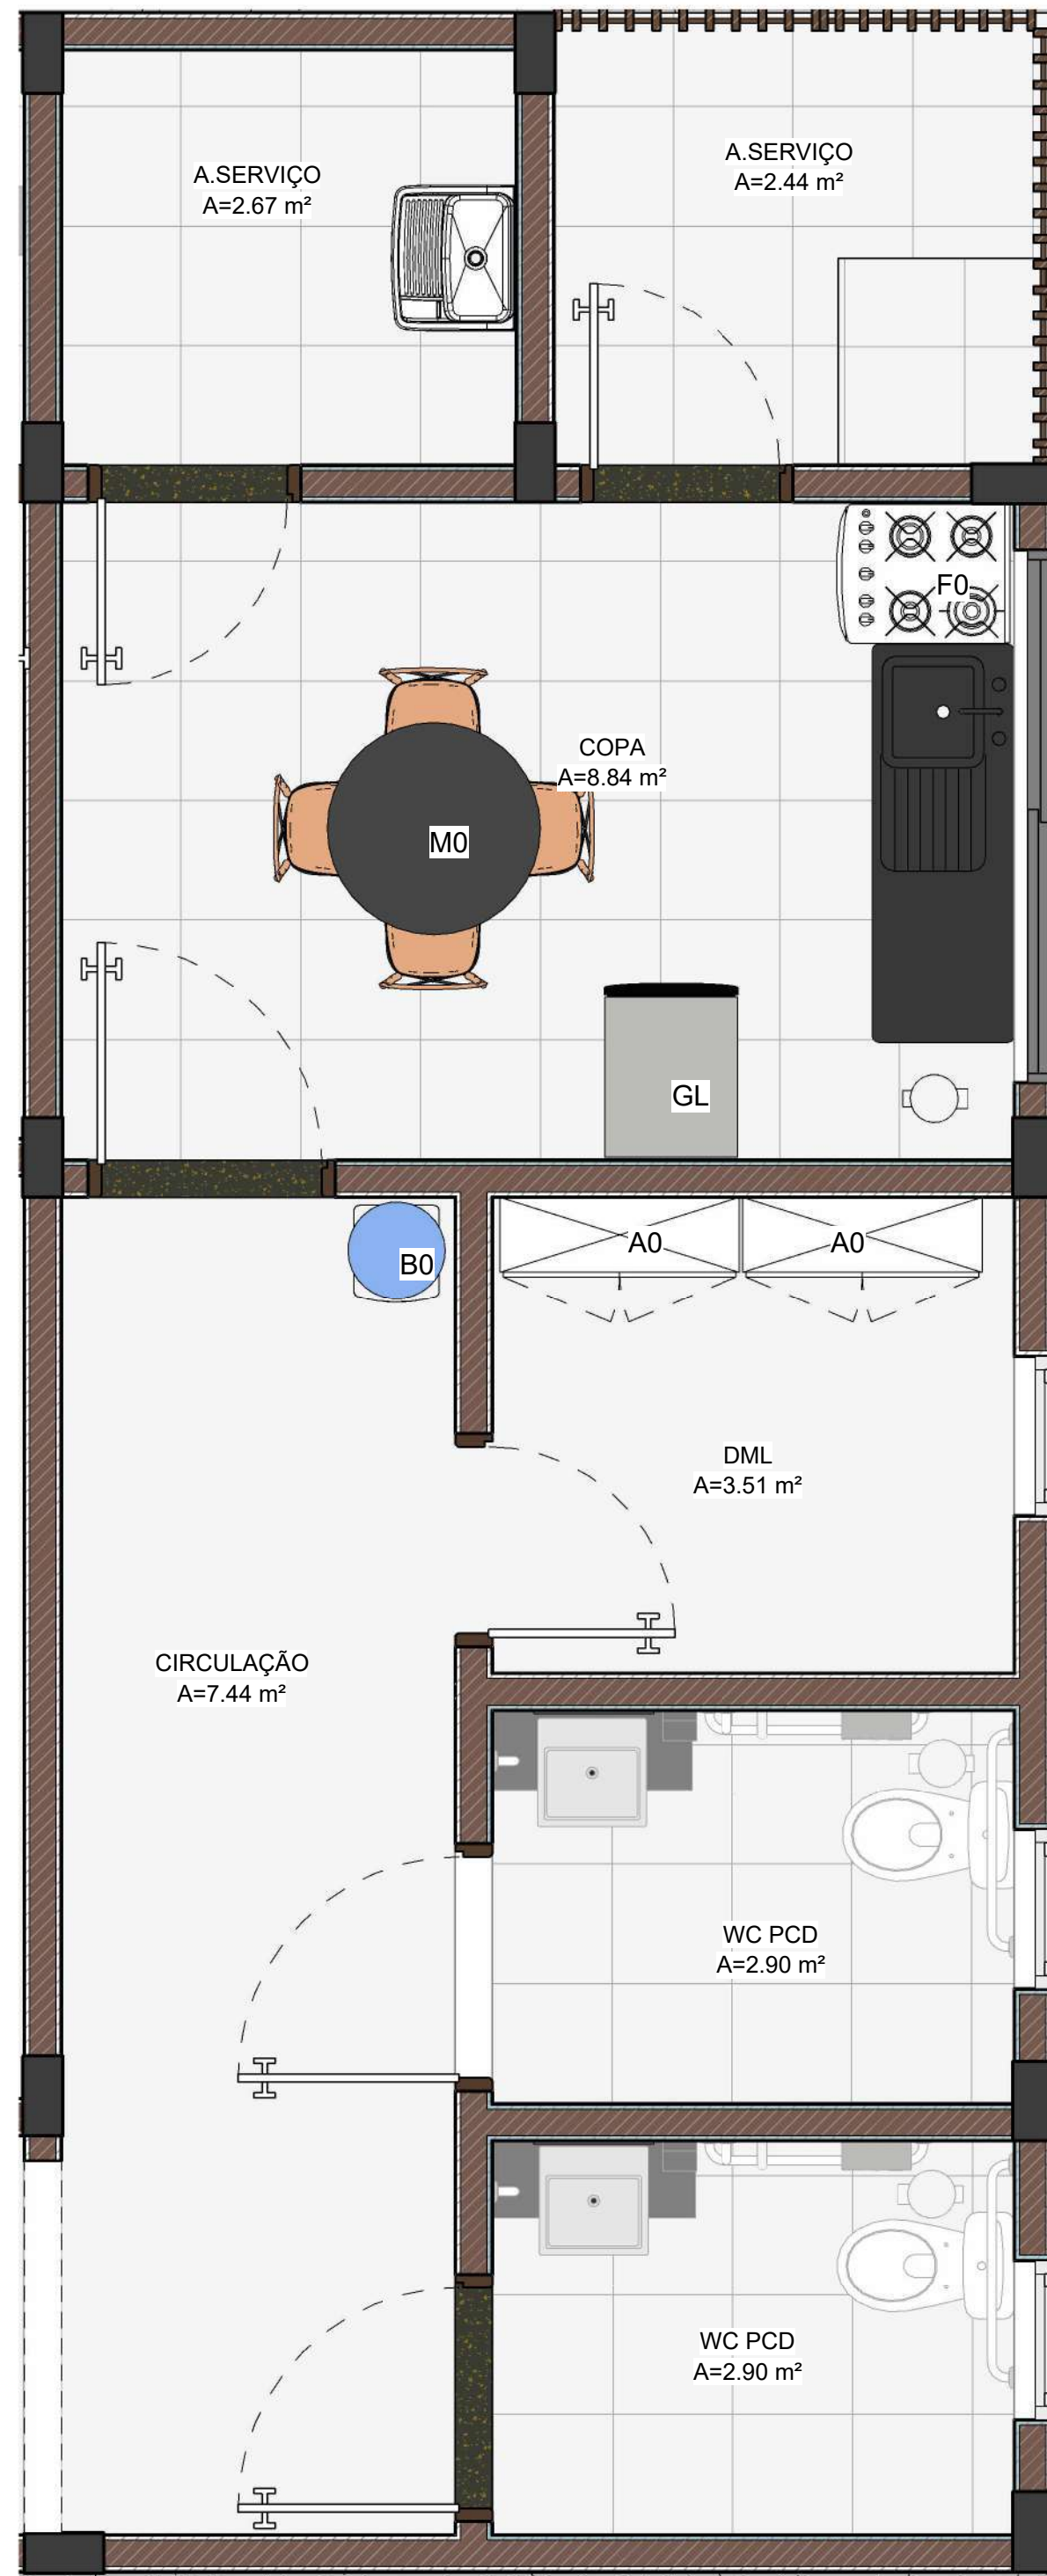 A.SERVIÇO
A=2.67 m²
A.SERVIÇO
A=2.44 m²
F0
COPA
A=8.84 m²
M0
GL
B0
A0
A0
DML
A=3.51 m²
CIRCULAÇÃO
A=7.44 m²
WC PCD
A=2.90 m²
WC PCD
A=2.90 m²